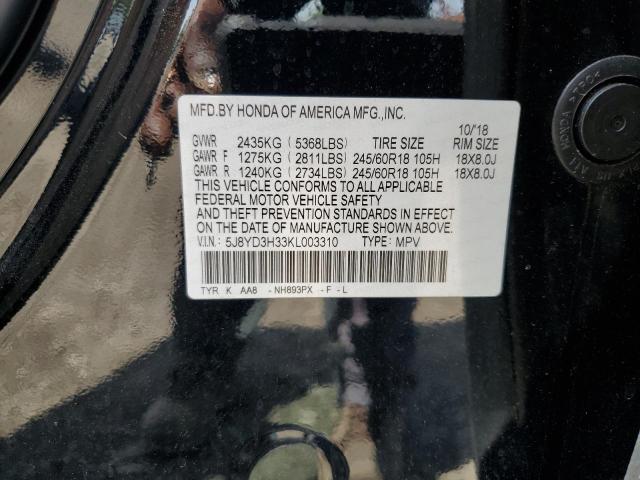 MFD.BY HONDA OF AMERICA MFG.,INC.
10/'18
GVWR 2435KG ( 5368LBS) TIRE SIZE RIM SIZE
GAWR F 1275KG ( 2811LBS) 245/60R18 105H 18X8.0J
GAWR R 1240KG ( 2734LBS) 245/60R18 105H 18X8.0J
THIS VEHICLE CONFORMS TO ALL APPLICABLE
FEDERAL MOTOR VEHICLE SAFETY
AND THEFT PREVENTION STANDARDS IN EFFECT
ON THE DATE OF MANUFACTURE SHOWN ABOVE.
V.I.N.: 5J8YD3H33KL003310 TYPE: MPV
TYR K AA8 - NH893PX - F - L
HONDA